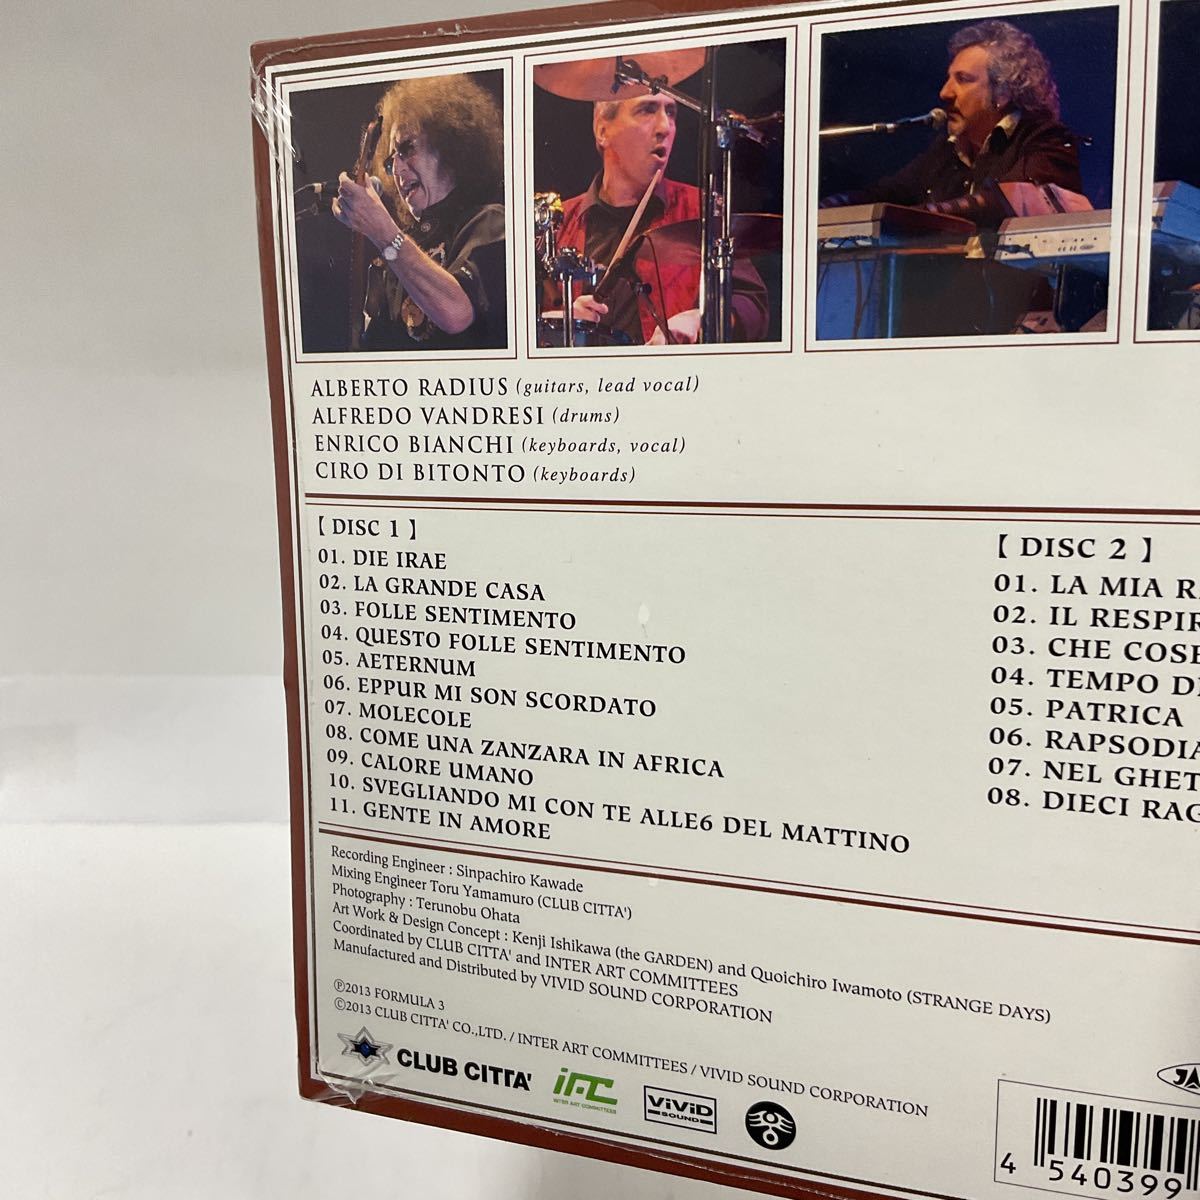 ALBERTO RADIUS (guitars, lead vocal)
ALFREDO VANDRESI (drums)
ENRICO BIANCHI (keyboards, vocal)
CIRO DI BITONTO (keyboards)
【 DISC 1 】
01. DIE IRAE
02. LA GRANDE CASA
03. FOLLE SENTIMENTO
04. QUESTO FOLLE SENTIMENTO
05. AETERNUM
06. EPPUR MI SON SCORDATO
07. MOLECOLE
08. COME UNA ZANZARA IN AFRICA
09. CALORE UMANO
10. SVEGLIANDO MI CON TE ALLE6 DEL MATTINO
11. GENTE IN AMORE
【 DISC 2 】
01. LA MIA
02. IL
03. CHE
04. TEMPO
05. PATRICA
06.
07. NEL
08. DIECI
Recording Engineer : Sinpachiro Kawade
Mixing Engineer Toru Yamamuro (CLUB CITTA')
Photography : Terunobu Ohata
Art Work & Design Concept : Kenji Ishikawa (the GARDEN) and Quoichiro Iwamoto (STRANGE DAYS)
Coordinated by CLUB CITTA' and INTER ART COMMITTEES
Manufactured and Distributed by VIVID SOUND CORPORATION
℗2013 FORMULA 3
©2013 CLUB CITTA' CO.,LTD. / INTER ART COMMITTEES / VIVID SOUND CORPORATION
CLUB CITTA'
iAC
INTER ART COMMITTEES
ViViD
SOUND
4 540399